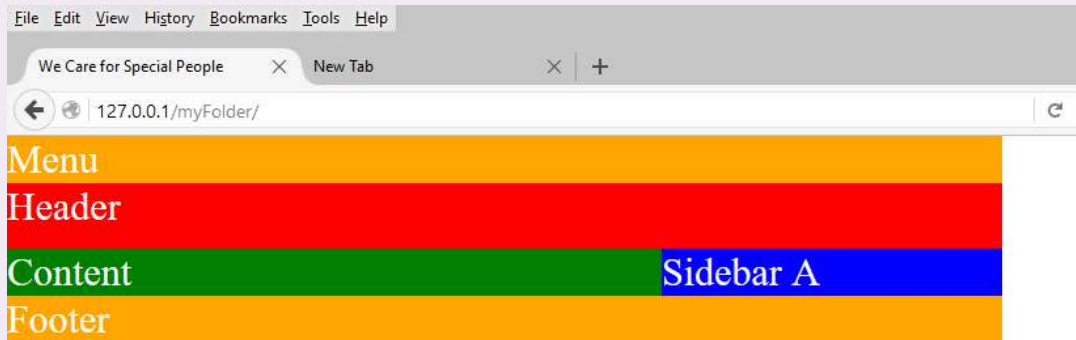 File Edit View History Bookmarks Tools Help
We Care for Special People New Tab
127.0.0.1/myFolder/
Menu
Header
Content Sidebar A
Footer